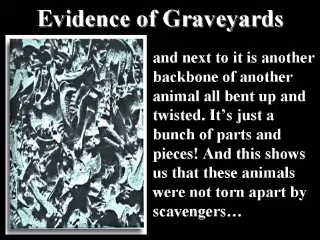 Evidence of Graveyards
and next to it is another
backbone of another
animal all bent up and
twisted. It's just a
bunch of parts and
pieces! And this shows
us that these animals
were not torn apart by
scavengers…